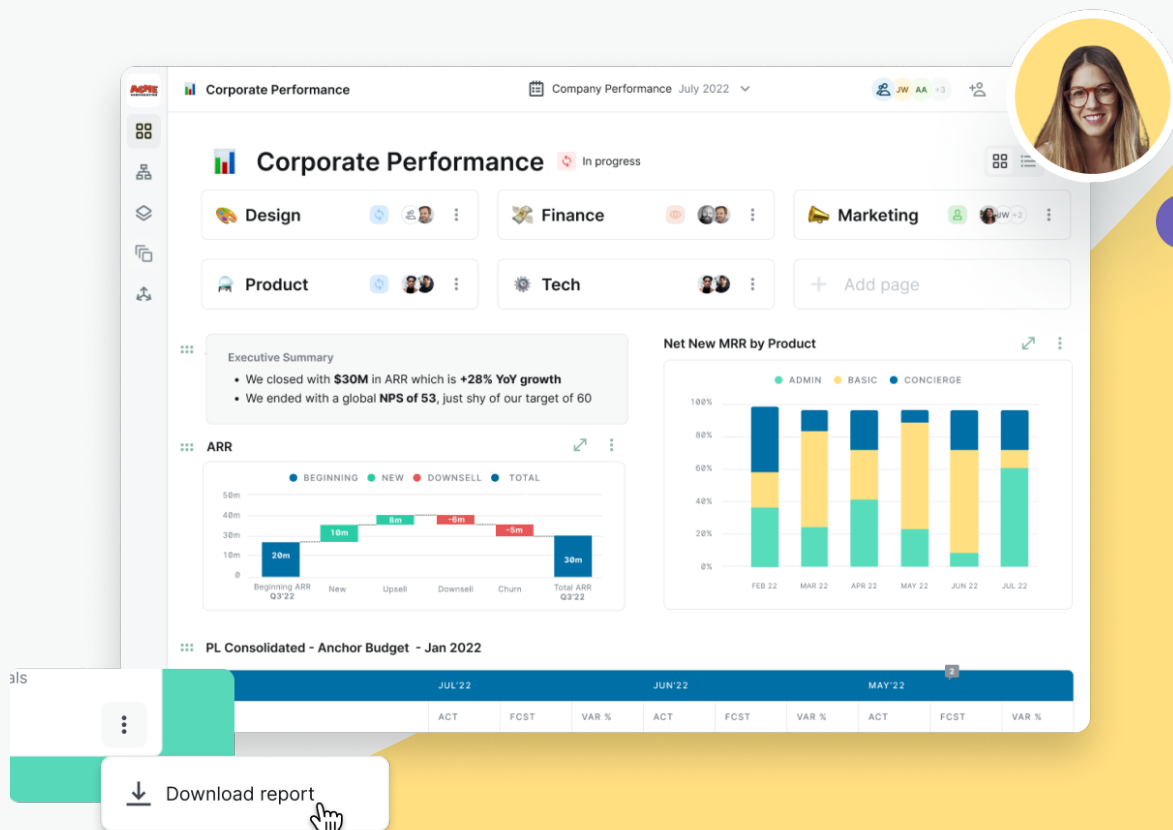 ACME
Corporate Performance
Company Performance July 2022
JW AA +3
Corporate Performance
In progress
Design
Finance
Marketing
JW +2
Product
Tech
+ Add page
Executive Summary
• We closed with $30M in ARR which is +28% YoY growth
• We ended with a global NPS of 53, just shy of our target of 60
ARR
BEGINNING NEW DOWNSELL TOTAL
50m
40m
30m
10m
0
20m
10m
8m
-6m
-5m
30m
Beginning ARR
Q3'22
New
Upsell
Downsell
Churn
Total ARR
Q3'22
Net New MRR by Product
ADMIN BASIC CONCIERGE
100%
80%
60%
40%
20%
0%
FEB 22 MAR 22 APR 22 MAY 22 JUN 22 JUL 22
PL Consolidated - Anchor Budget - Jan 2022
2
JUL'22 JUN'22 MAY'22
ACT FCST VAR % ACT FCST VAR % ACT FCST VAR %
als
Download report